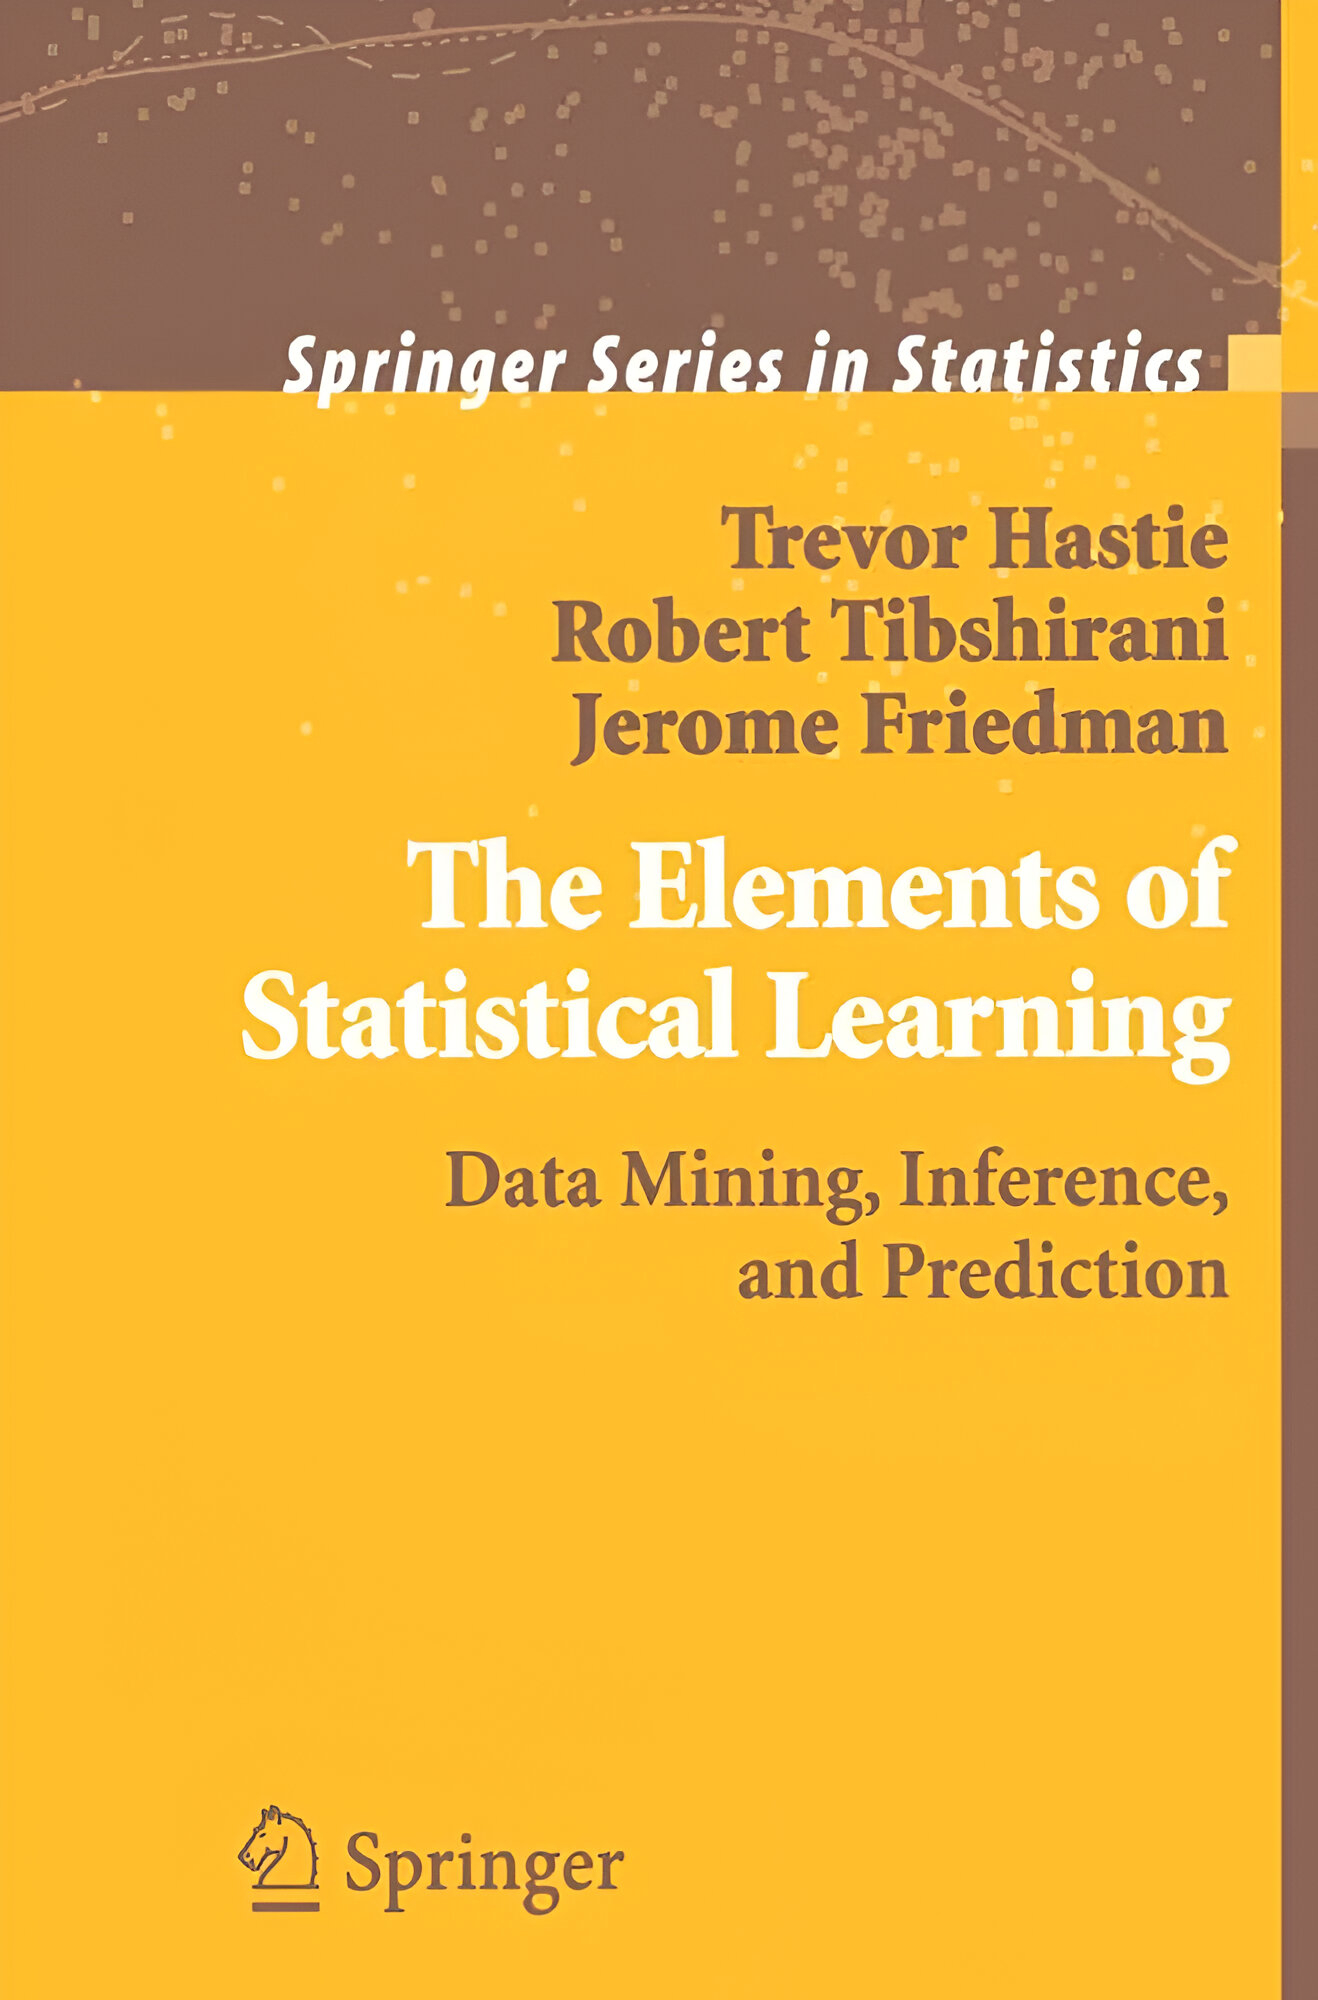 Springer Series in Statistics
Trevor Hastie
Robert Tibshirani
Jerome Friedman
The Elements of
Statistical Learning
Data Mining, Inference,
and Prediction
Springer